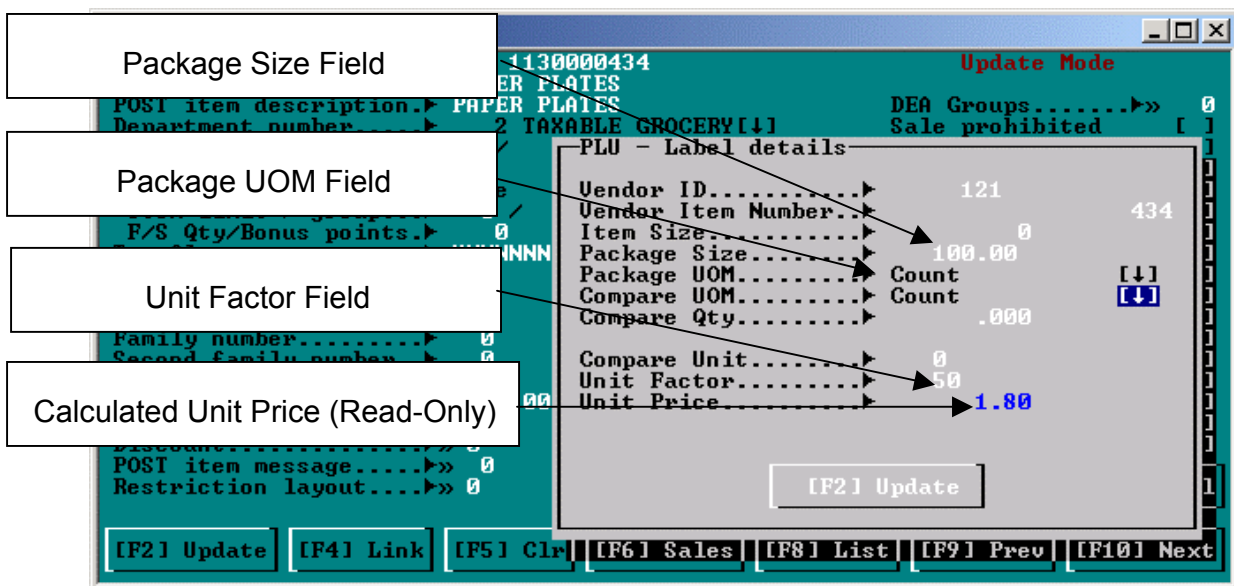 Package Size Field
Package UOM Field
Unit Factor Field
Calculated Unit Price (Read-Only)
1130000434 Update Mode
PLATES
POST item description. PAPER PLATES DEA Groups.......» 0
Department number..... 2 TAXABLE GROCERY[↓] Sale prohibited [ ]
PLU - Label details
Vendor ID........... 121
Vendor Item Number.. 434
F/S Qty/Bonus points. 0 Item Size........... 0
NNN Package Size........ 100.00
Package UOM......... Count [↓]
Compare UOM......... Count [↓]
Compare Qty......... .000
Family number......... 0
Second family number 0 Compare Unit........ 0
Unit Factor......... 50
00 Unit Price.......... 1.80
Discount..............» 0
POST item message.....» 0
Restriction layout....» 0 [F2] Update
[F2] Update [F4] Link [F5] Clr [F6] Sales [F8] List [F9] Prev [F10] Next